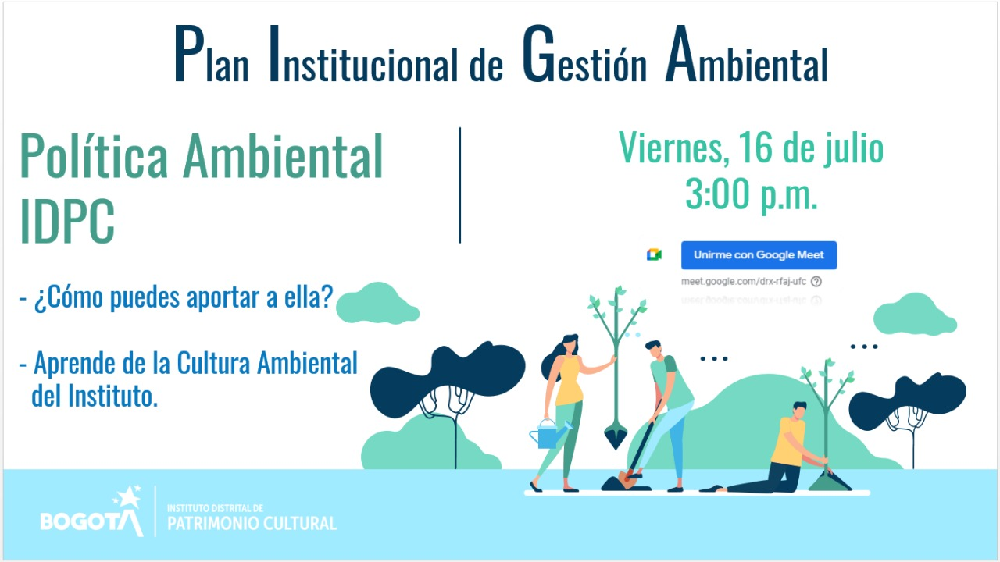 Plan Institucional de Gestión Ambiental
Política Ambiental
IDPC
- ¿Cómo puedes aportar a ella?
- Aprende de la Cultura Ambiental
del Instituto.
Viernes, 16 de julio
3:00 p.m.
Unirme con Google Meet
meet.google.com/drx-rfaj-ufc
BOGOTÁ
INSTITUTO DISTRITAL DE
PATRIMONIO CULTURAL